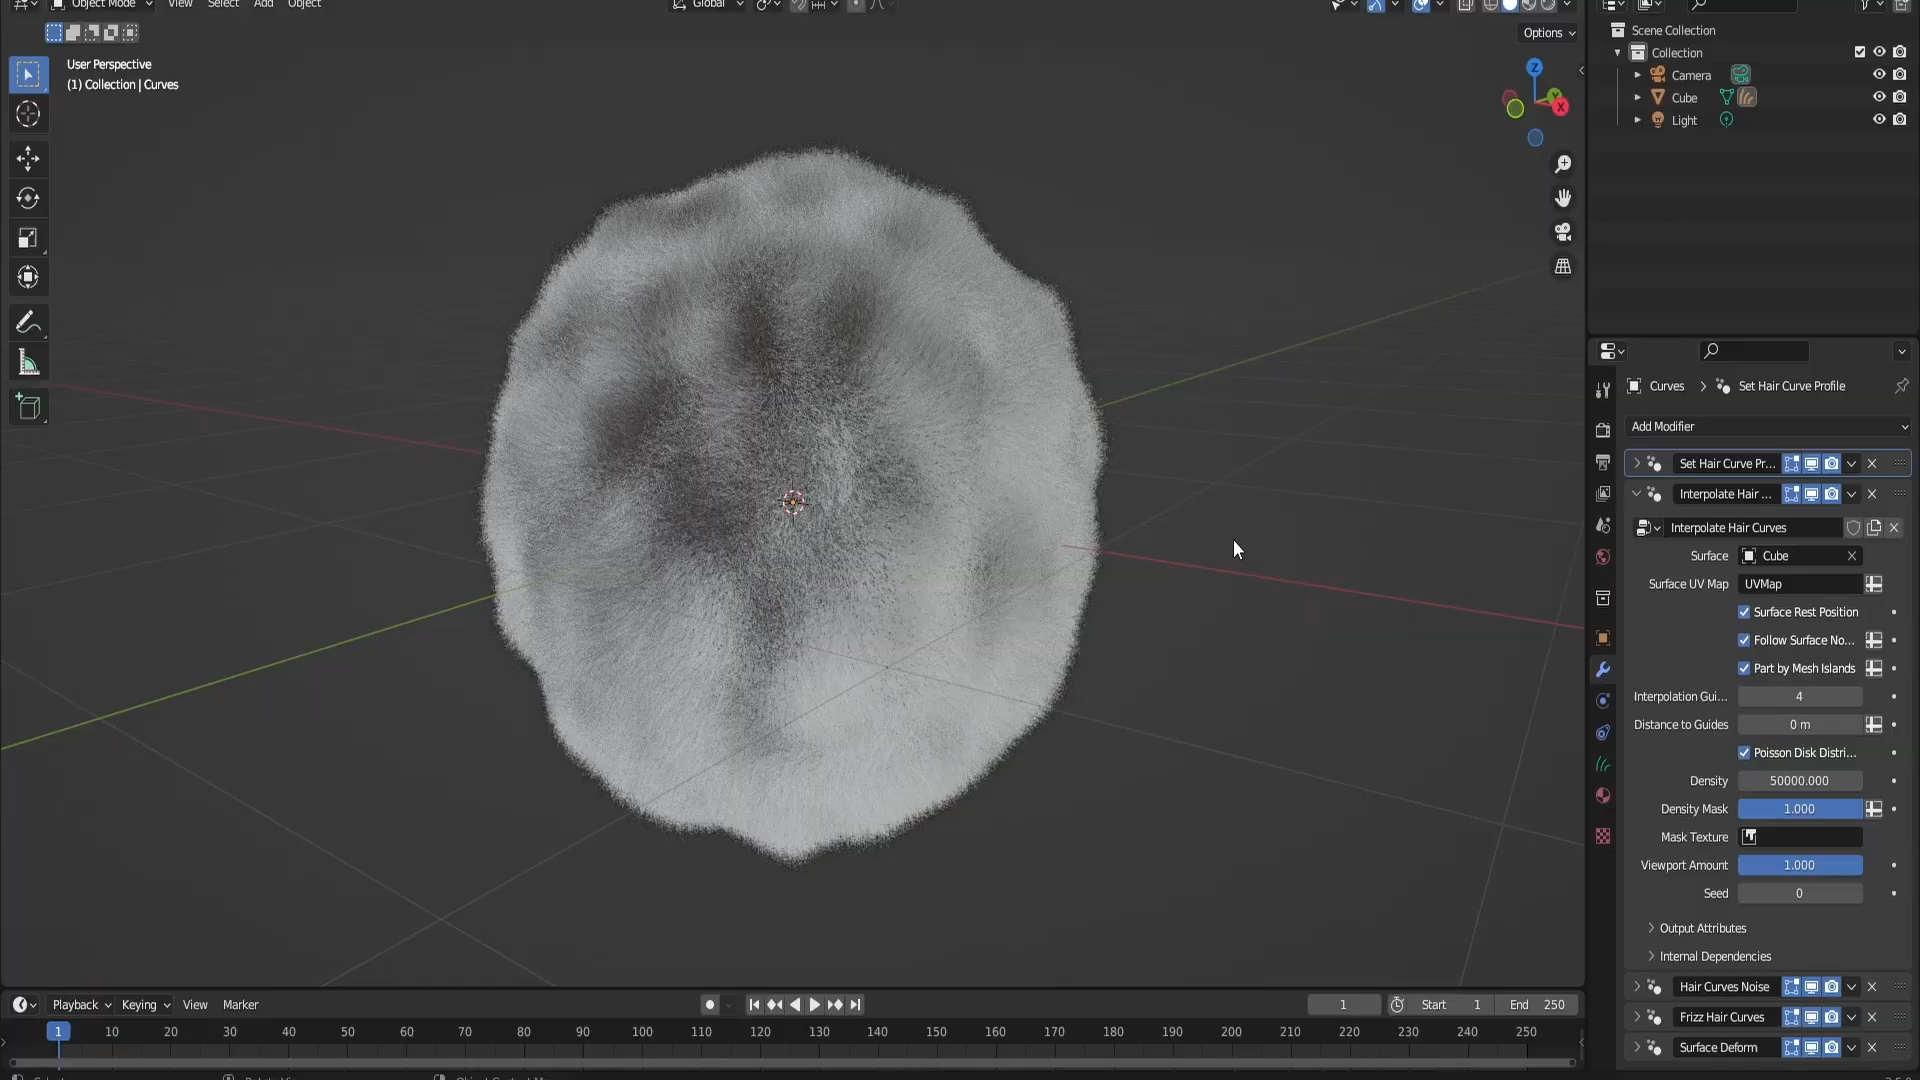 Object Mode View Select Add Object Global
Options
User Perspective
(1) Collection | Curves
Z
Y
X
Scene Collection
Collection
Camera
Cube
Light
Curves > Set Hair Curve Profile
Add Modifier
Set Hair Curve Pr...
Interpolate Hair ...
Interpolate Hair Curves
Surface Cube
Surface UV Map UVMap
Surface Rest Position
Follow Surface No...
Part by Mesh Islands
Interpolation Gui... 4
Distance to Guides 0 m
Poisson Disk Distri...
Density 50000.000
Density Mask 1.000
Mask Texture
Viewport Amount 1.000
Seed 0
Output Attributes
Internal Dependencies
Hair Curves Noise
Frizz Hair Curves
Surface Deform
Playback Keying View Marker 1 Start 1 End 250
1 10 20 30 40 50 60 70 80 90 100 110 120 130 140 150 160 170 180 190 200 210 220 230 240 250